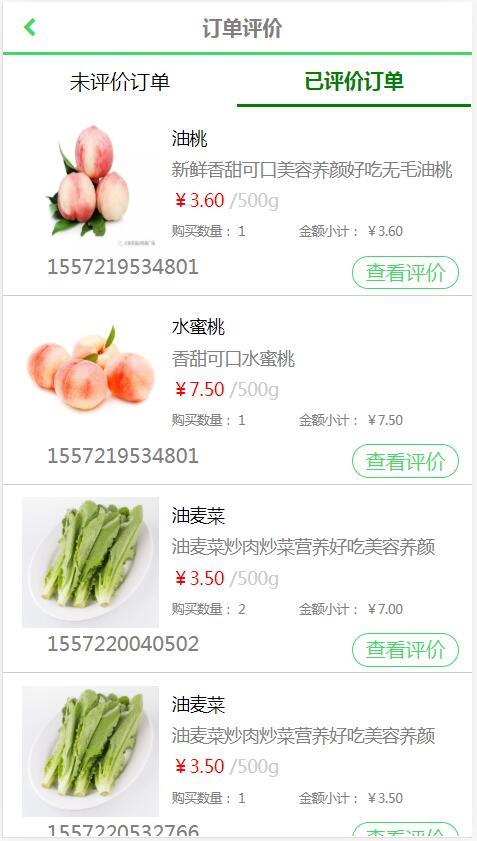 订单评价
未评价订单 已评价订单
油桃
新鲜香甜可口美容养颜好吃无毛油桃
￥3.60 /500g
购买数量： 1 金额小计： ￥3.60
1557219534801 查看评价
水蜜桃
香甜可口水蜜桃
￥7.50 /500g
购买数量： 1 金额小计： ￥7.50
1557219534801 查看评价
油麦菜
油麦菜炒肉炒菜营养好吃美容养颜
￥3.50 /500g
购买数量： 2 金额小计： ￥7.00
1557220040502 查看评价
油麦菜
油麦菜炒肉炒菜营养好吃美容养颜
￥3.50 /500g
购买数量： 1 金额小计： ￥3.50
1557220532766 查看评价